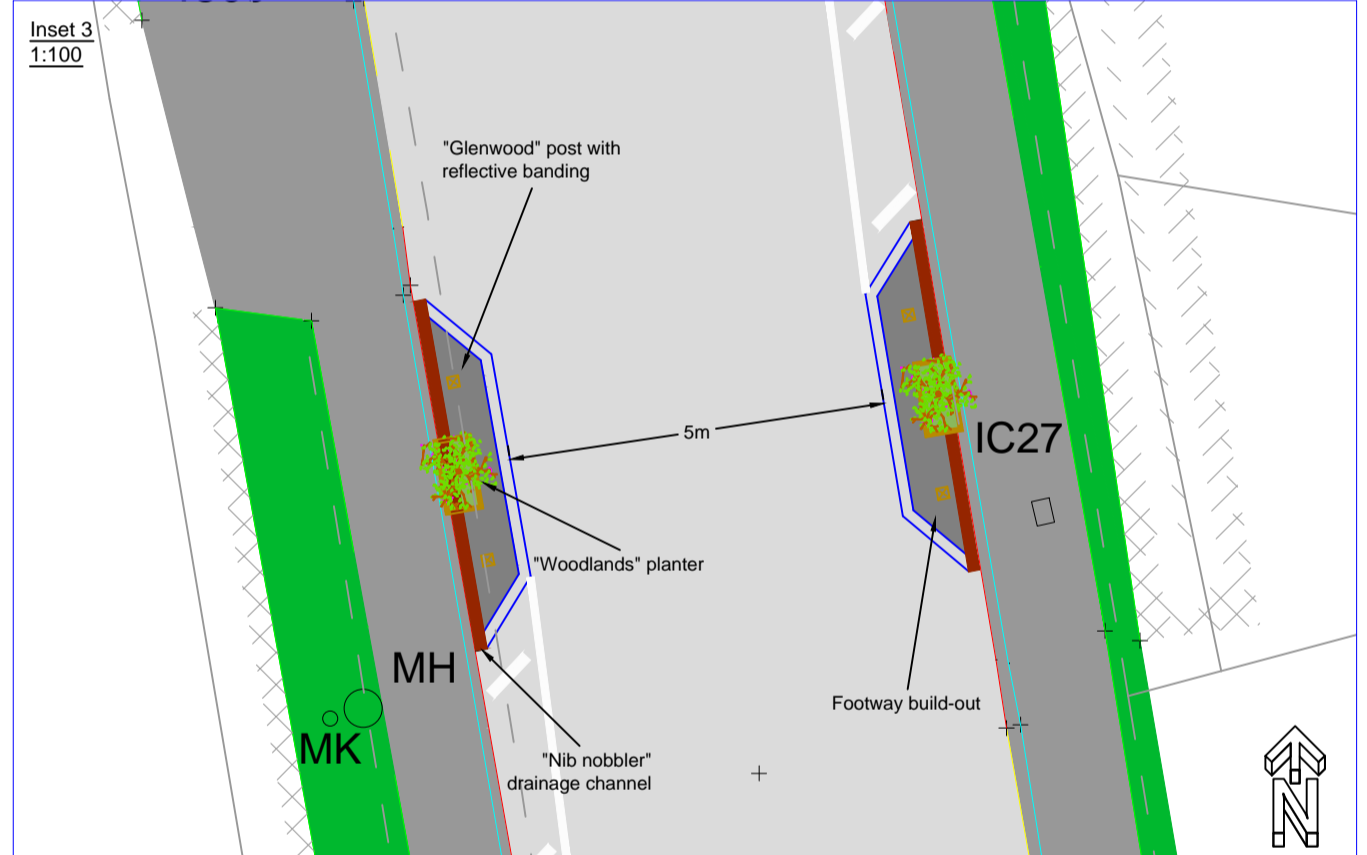 Inset 3
1:100
"Glenwood" post with
reflective banding
5m
IC27
"Woodlands" planter
MH
Footway build-out
MK
"Nib nobbler"
drainage channel
N